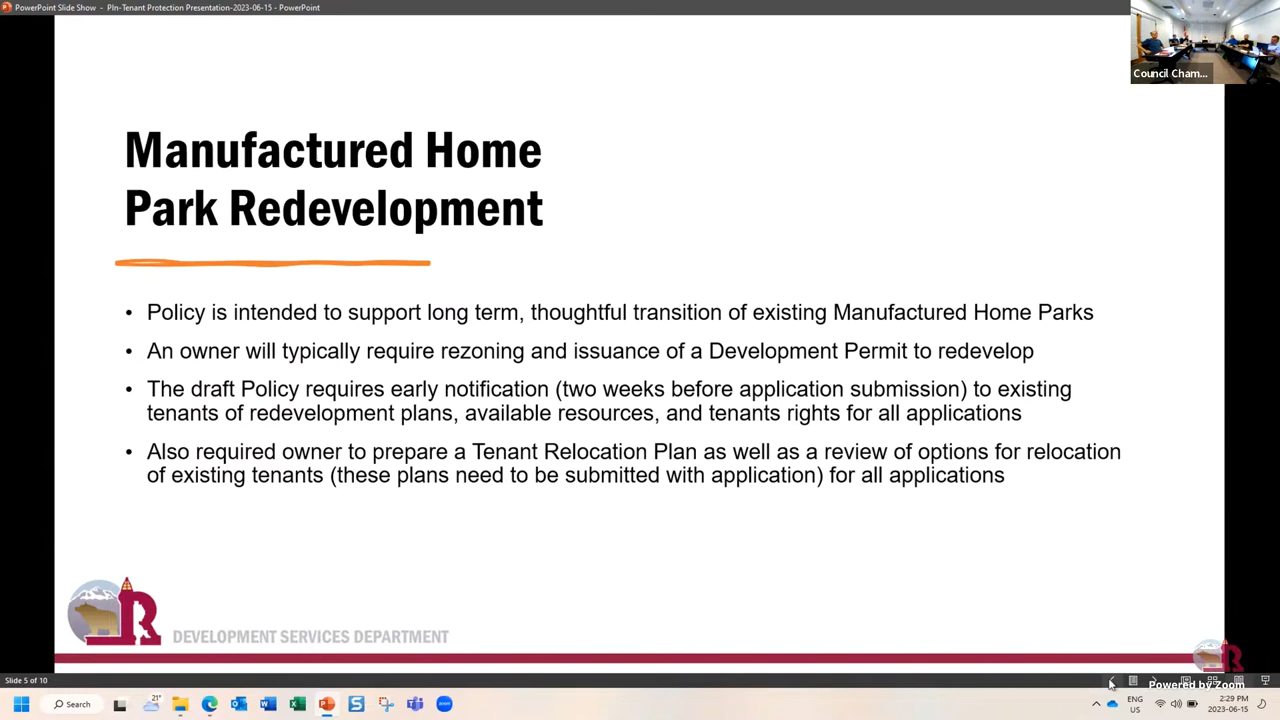 PowerPoint Slide Show - Pln-Tenant Protection Presentation-2023-06-15 - PowerPoint
Council Cham...
Manufactured Home
Park Redevelopment
• Policy is intended to support long term, thoughtful transition of existing Manufactured Home Parks
• An owner will typically require rezoning and issuance of a Development Permit to redevelop
• The draft Policy requires early notification (two weeks before application submission) to existing
tenants of redevelopment plans, available resources, and tenants rights for all applications
• Also required owner to prepare a Tenant Relocation Plan as well as a review of options for relocation
of existing tenants (these plans need to be submitted with application) for all applications
R
DEVELOPMENT SERVICES DEPARTMENT
R
Slide 5 of 10
Powered by Zoom
Search
21°
ENG
US
2:29 PM
2023-06-15